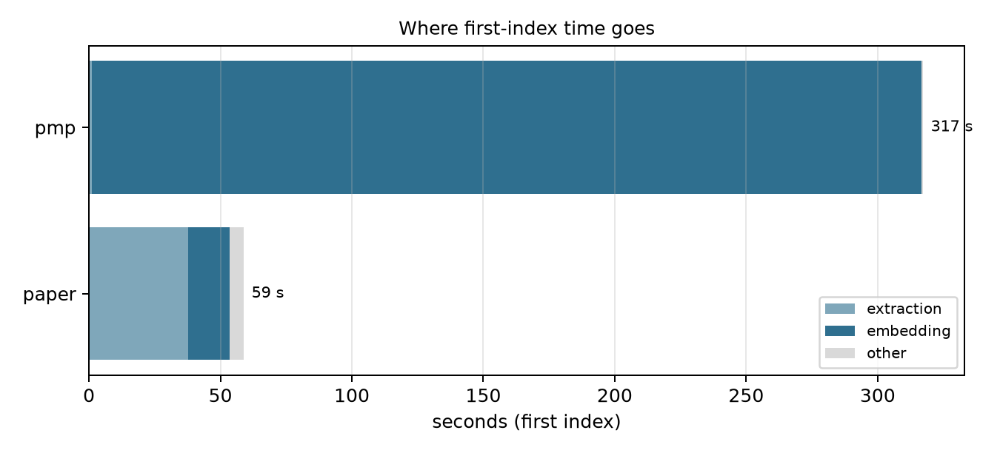 Where first-index time goes
pmp
317 s
paper
59 s
extraction
embedding
other
0 50 100 150 200 250 300
seconds (first index)